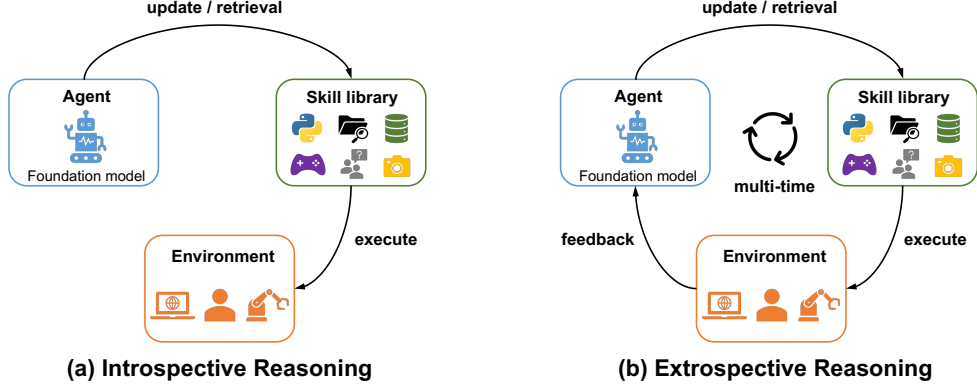 update / retrieval
Agent
Foundation model
Skill library
?
execute
Environment
(a) Introspective Reasoning
update / retrieval
Agent
Foundation model
multi-time
Skill library
?
feedback
execute
Environment
(b) Extrospective Reasoning